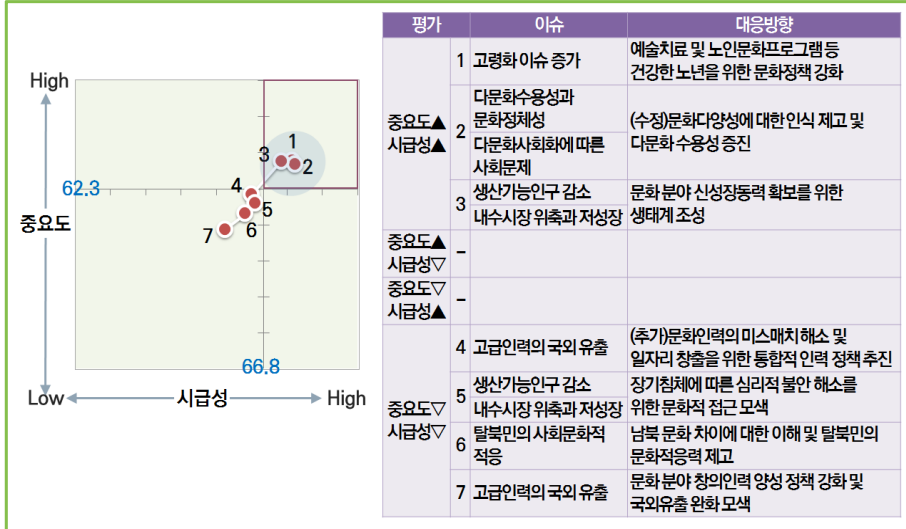 High
62.3
중요도
Low
시급성
High
66.8
1
2
3
4
5
6
7
평가
이슈
대응방향
중요도▲
시급성▲
1
고령화 이슈 증가
예술치료 및 노인문화프로그램 등
건강한 노년을 위한 문화정책 강화
2
다문화수용성과
문화정체성
다문화사회화에 따른
사회문제
(수정)문화다양성에 대한 인식 제고 및
다문화 수용성 증진
3
생산가능인구 감소
내수시장 위축과 저성장
문화 분야 신성장동력 확보를 위한
생태계 조성
중요도▲
시급성▽
–
중요도▽
시급성▲
–
중요도▽
시급성▽
4
고급인력의 국외 유출
(추가)문화인력의 미스매치 해소 및
일자리 창출을 위한 통합적 인력 정책 추진
5
생산가능인구 감소
내수시장 위축과 저성장
장기침체에 따른 심리적 불안 해소를
위한 문화적 접근 모색
6
탈북민의 사회문화적
적응
남북 문화 차이에 대한 이해 및 탈북민의
문화적응력 제고
7
고급인력의 국외 유출
문화 분야 창의인력 양성 정책 강화 및
국외유출 완화 모색